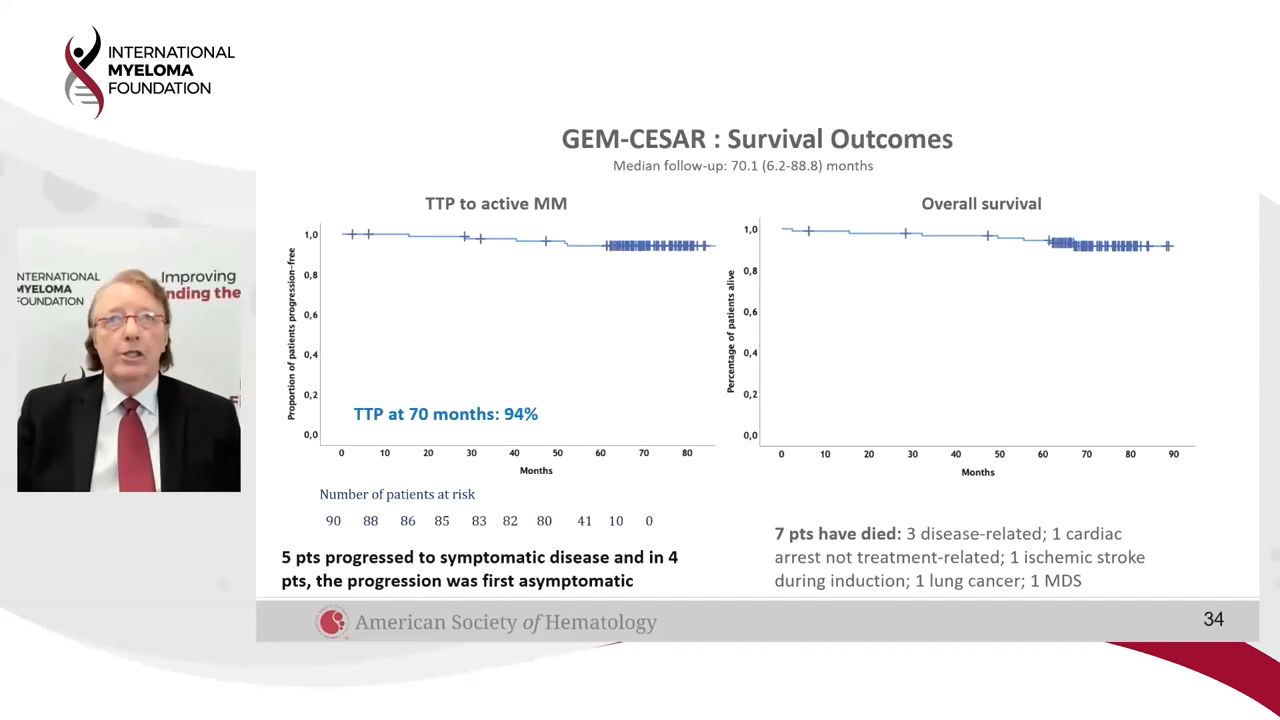 INTERNATIONAL
MYELOMA
FOUNDATION
GEM-CESAR : Survival Outcomes
Median follow-up: 70.1 (6.2-88.8) months
TTP to active MM
Proportion of patients progression-free
1,0
0,8
0,6
0,4
0,2
0,0
TTP at 70 months: 94%
0 10 20 30 40 50 60 70 80
Months
Number of patients at risk
90 88 86 85 83 82 80 41 10 0
5 pts progressed to symptomatic disease and in 4
pts, the progression was first asymptomatic
Overall survival
Percentage of patients alive
1,0
0,8
0,6
0,4
0,2
0,0
0 10 20 30 40 50 60 70 80 90
Months
7 pts have died: 3 disease-related; 1 cardiac
arrest not treatment-related; 1 ischemic stroke
during induction; 1 lung cancer; 1 MDS
NTERNATIONAL
MYELOMA
FOUNDATION
Improving
nding the
American Society of Hematology
34